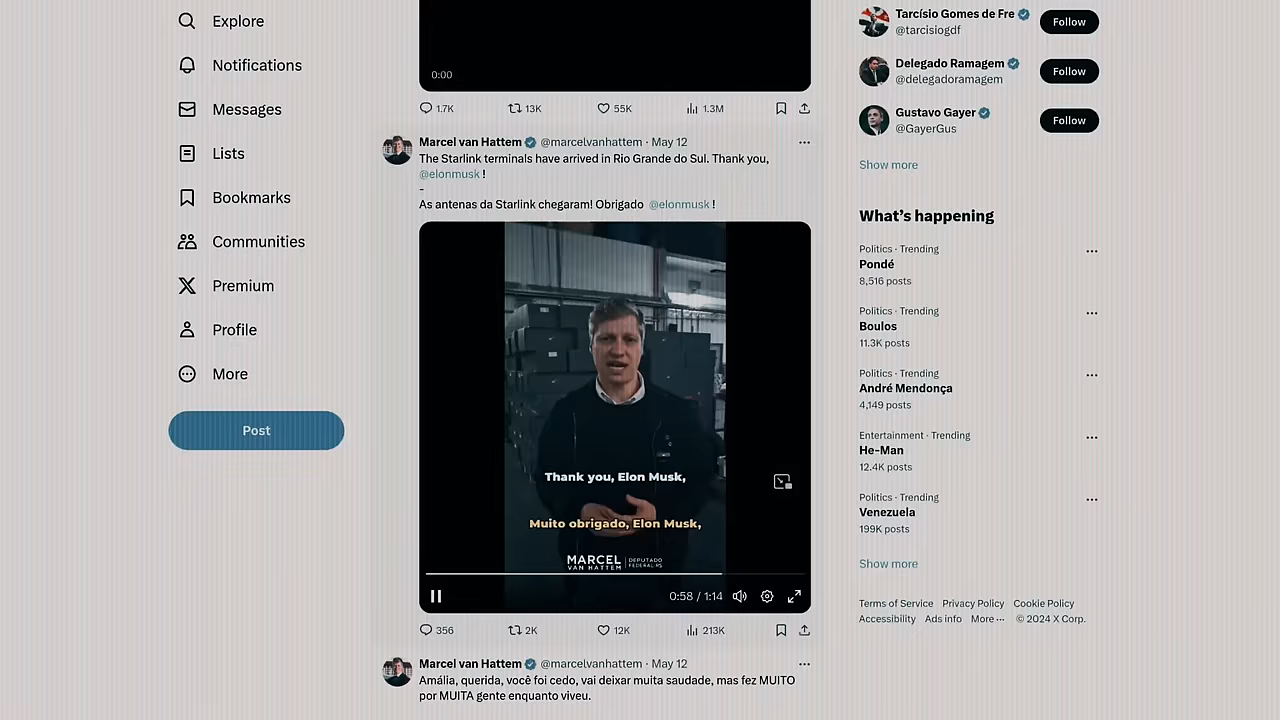 Explore
Notifications
Messages
Lists
Bookmarks
Communities
Premium
Profile
More
Post
0:00
1.7K 13K 55K 1.3M
Marcel van Hattem @marcelvanhattem · May 12
The Starlink terminals have arrived in Rio Grande do Sul. Thank you,
@elonmusk !
-
As antenas da Starlink chegaram! Obrigado @elonmusk !
Thank you, Elon Musk,
Muito obrigado, Elon Musk,
MARCEL
VAN HATTEM
DEPUTADO
FEDERAL RS
0:58 / 1:14
356 2K 12K 213K
Marcel van Hattem @marcelvanhattem · May 12
Amália, querida, você foi cedo, vai deixar muita saudade, mas fez MUITO
por MUITA gente enquanto viveu.
Tarcísio Gomes de Fre
@tarcisiogdf
Follow
Delegado Ramagem
@delegadoramagem
Follow
Gustavo Gayer
@GayerGus
Follow
Show more
What's happening
Politics · Trending
Pondé
8,516 posts
Politics · Trending
Boulos
11.3K posts
Politics · Trending
André Mendonça
4,149 posts
Entertainment · Trending
He-Man
12.4K posts
Politics · Trending
Venezuela
199K posts
Show more
Terms of Service Privacy Policy Cookie Policy
Accessibility Ads info More ··· © 2024 X Corp.